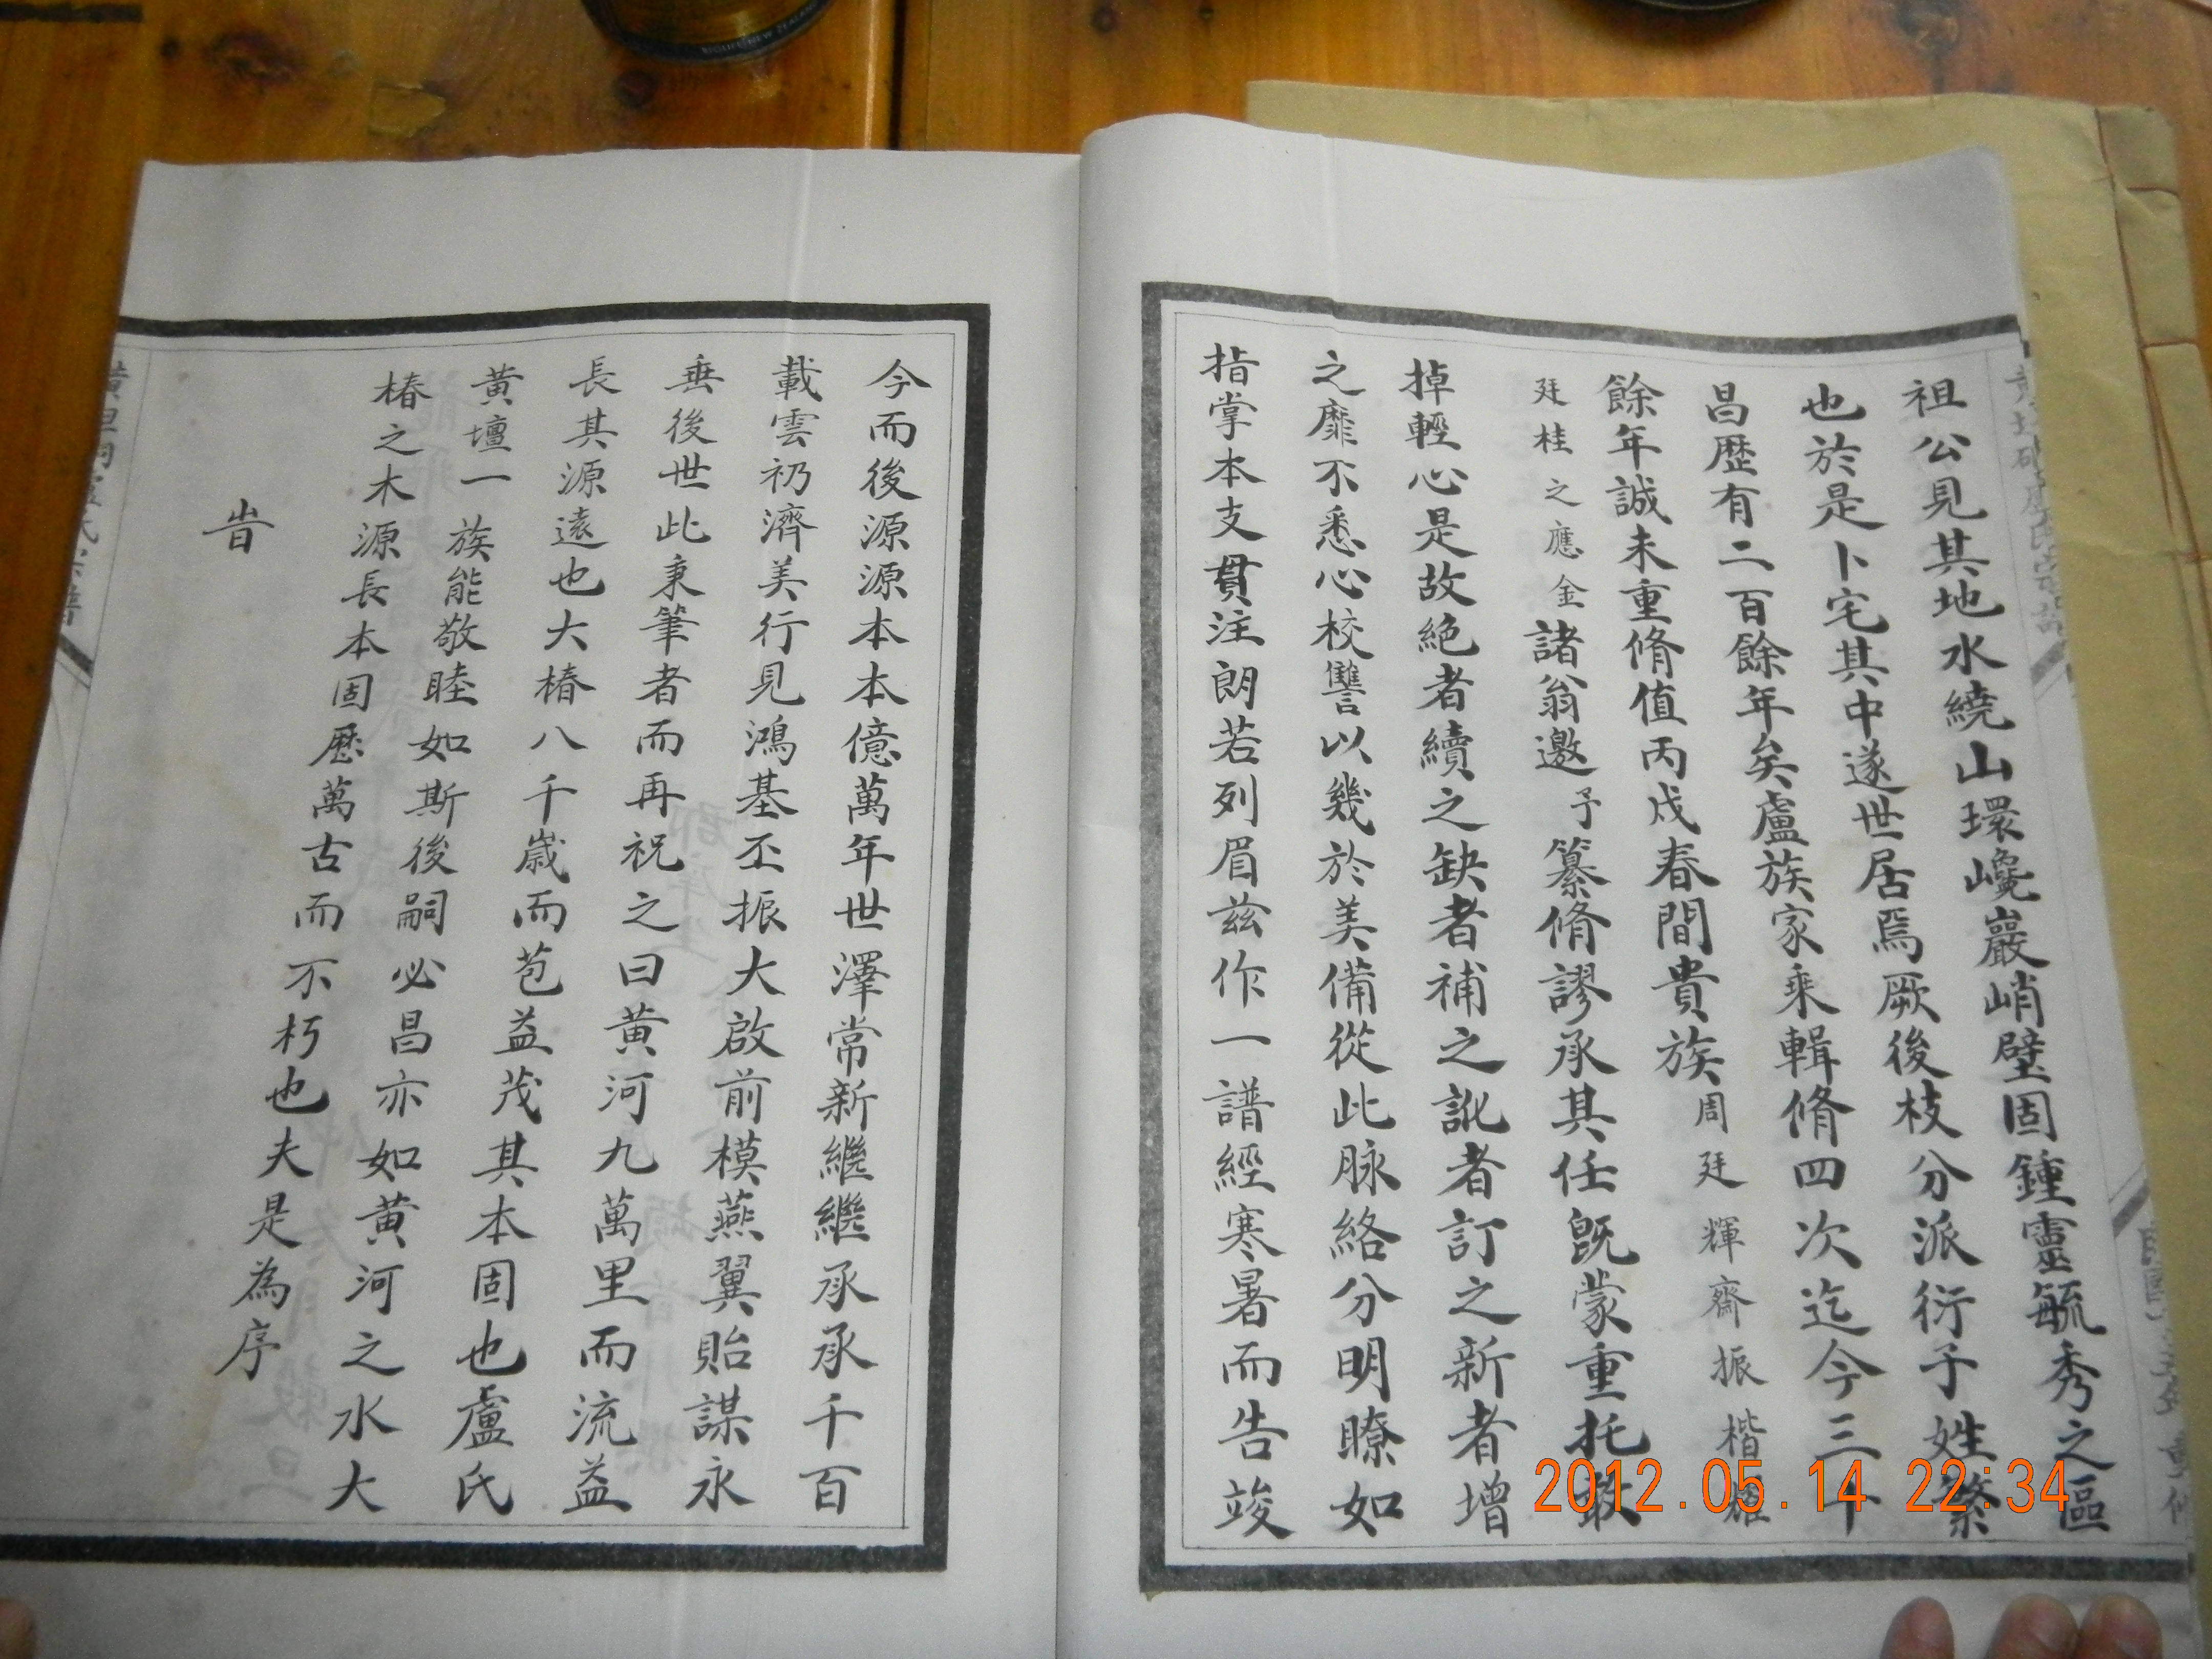 祖公見其地水繞山環巉巖峭壁固鍾靈毓秀之區
也於是卜宅其中遂世居焉厥後枝分派衍子姓繁
昌歷有二百餘年矣盧族家乘輯脩四次迄今三十
餘年誠未重脩值丙戍春間貴族周廷輝齋振楷雄
廷桂之應金諸翁邀予纂脩謬承其任既蒙重托敢
掉輕心是故絕者續之缺者補之訛者訂之新者增
之靡不悉心校讐以幾於美備從此脉絡分明瞭如
指掌本支貫注朗若列眉兹作一譜經寒暑而告竣
今而後源源本本億萬年世澤常新繼繼承承千百
載雲礽濟美行見鴻基丕振大啟前模燕翼貽謀永
垂後世此秉筆者而再祝之曰黃河九萬里而流益
長其源遠也大椿八千歲而苞益茂其本固也盧氏
黃壇一族能敬睦如斯後嗣必昌亦如黃河之水大
椿之木源長本固歷萬古而不朽也夫是為序
旹
2012.05.14 22:34